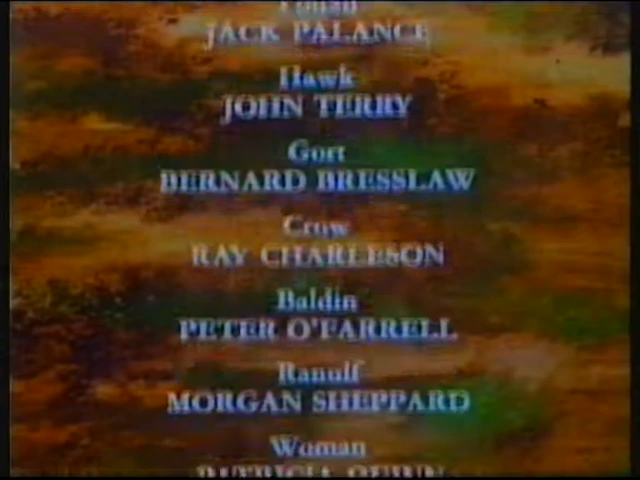 JACK PALANCE
Hawk
JOHN TERRY
Gort
BERNARD BRESSLAW
Crow
RAY CHARLESON
Baldin
PETER O'FARRELL
Ranulf
MORGAN SHEPPARD
Woman